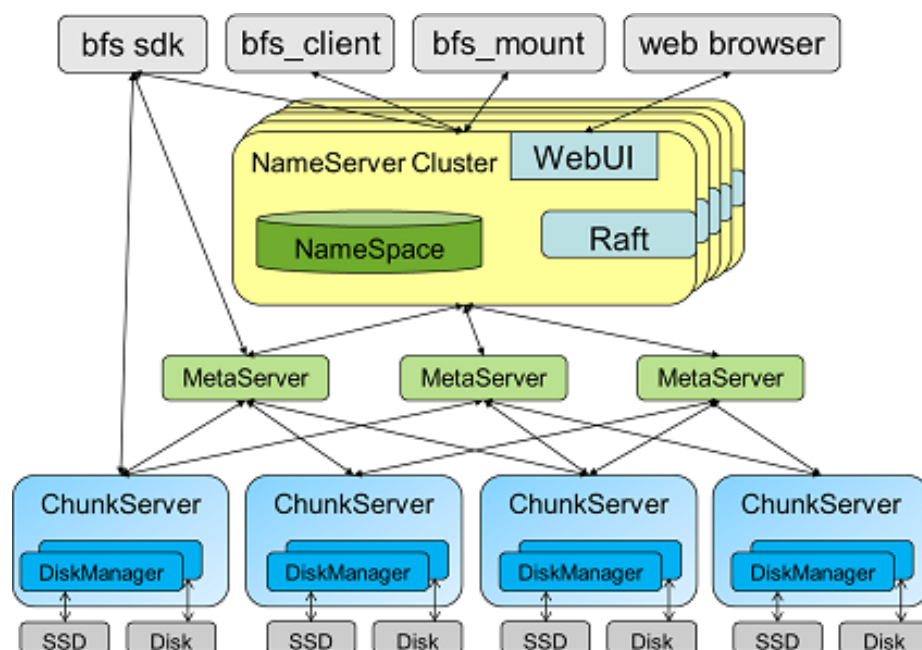 bfs sdk
bfs_client
bfs_mount
web browser
NameServer Cluster
WebUI
NameSpace
Raft
MetaServer
MetaServer
MetaServer
ChunkServer
ChunkServer
ChunkServer
ChunkServer
DiskManager
DiskManager
DiskManager
DiskManager
SSD
Disk
SSD
Disk
SSD
Disk
SSD
Disk